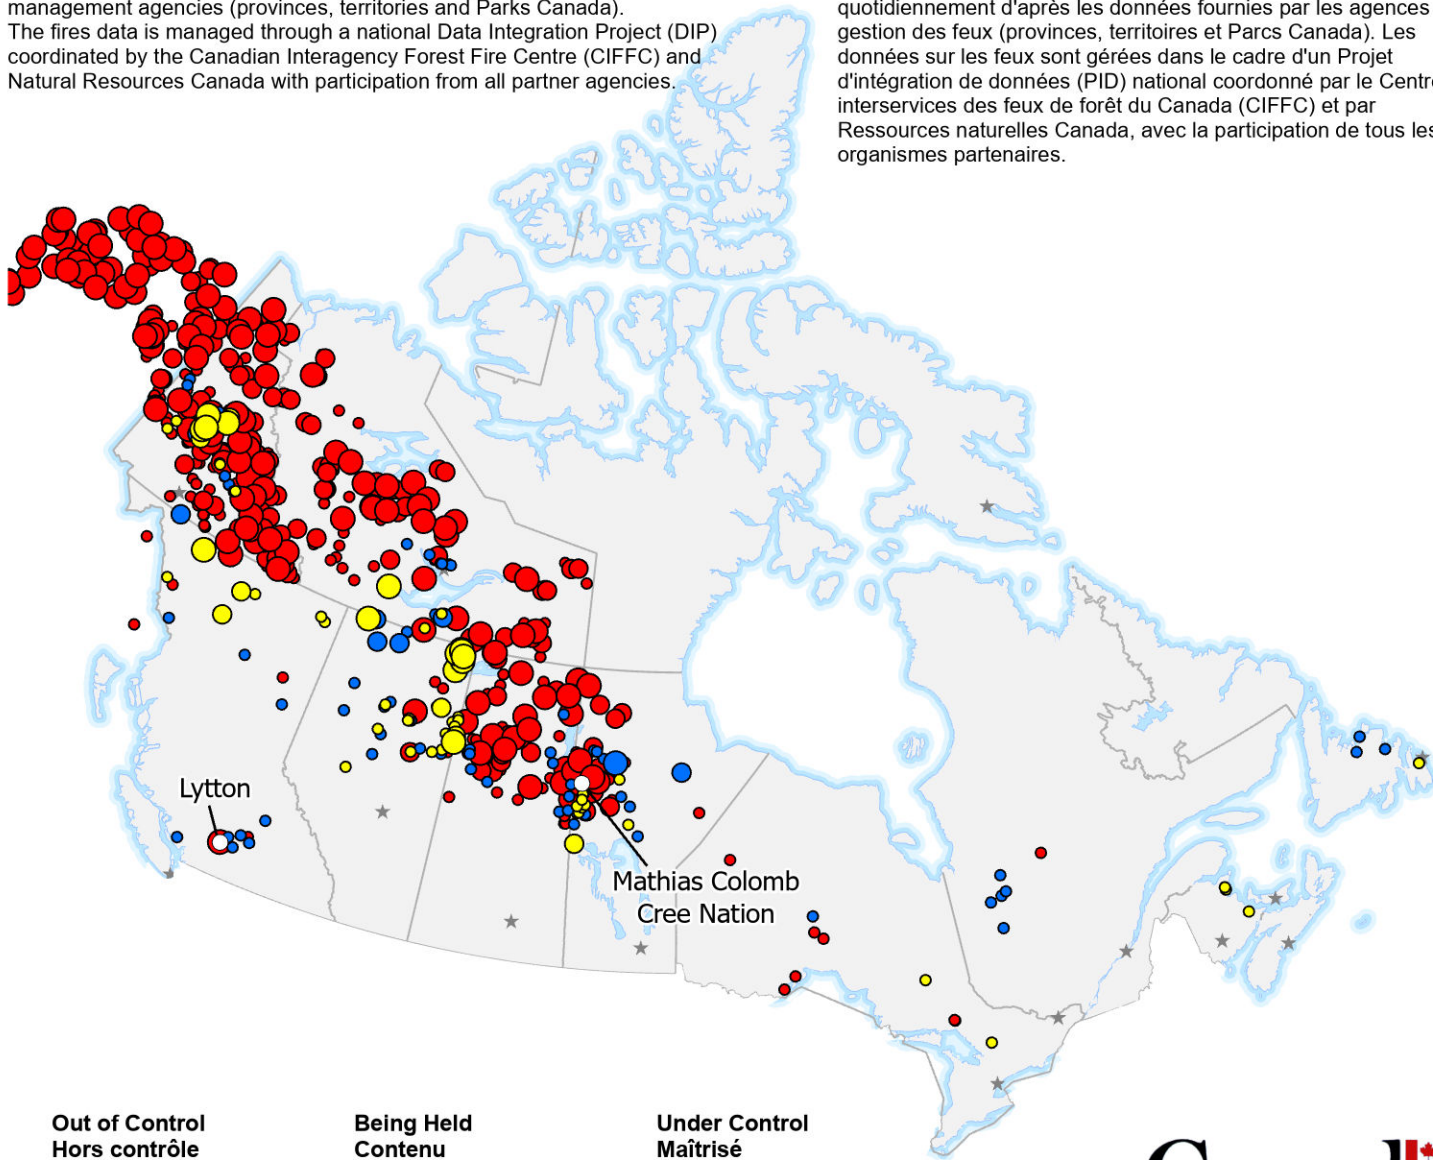 management agencies (provinces, territories and Parks Canada).
The fires data is managed through a national Data Integration Project (DIP)
coordinated by the Canadian Interagency Forest Fire Centre (CIFFC) and
Natural Resources Canada with participation from all partner agencies.
quotidiennement d'après les données fournies par les agences
gestion des feux (provinces, territoires et Parcs Canada). Les
données sur les feux sont gérées dans le cadre d'un Projet
d'intégration de données (PID) national coordonné par le Centre
interservices des feux de forêt du Canada (CIFFC) et par
Ressources naturelles Canada, avec la participation de tous les
organismes partenaires.
Lytton
Mathias Colomb
Cree Nation
Out of Control
Hors contrôle
Being Held
Contenu
Under Control
Maîtrisé